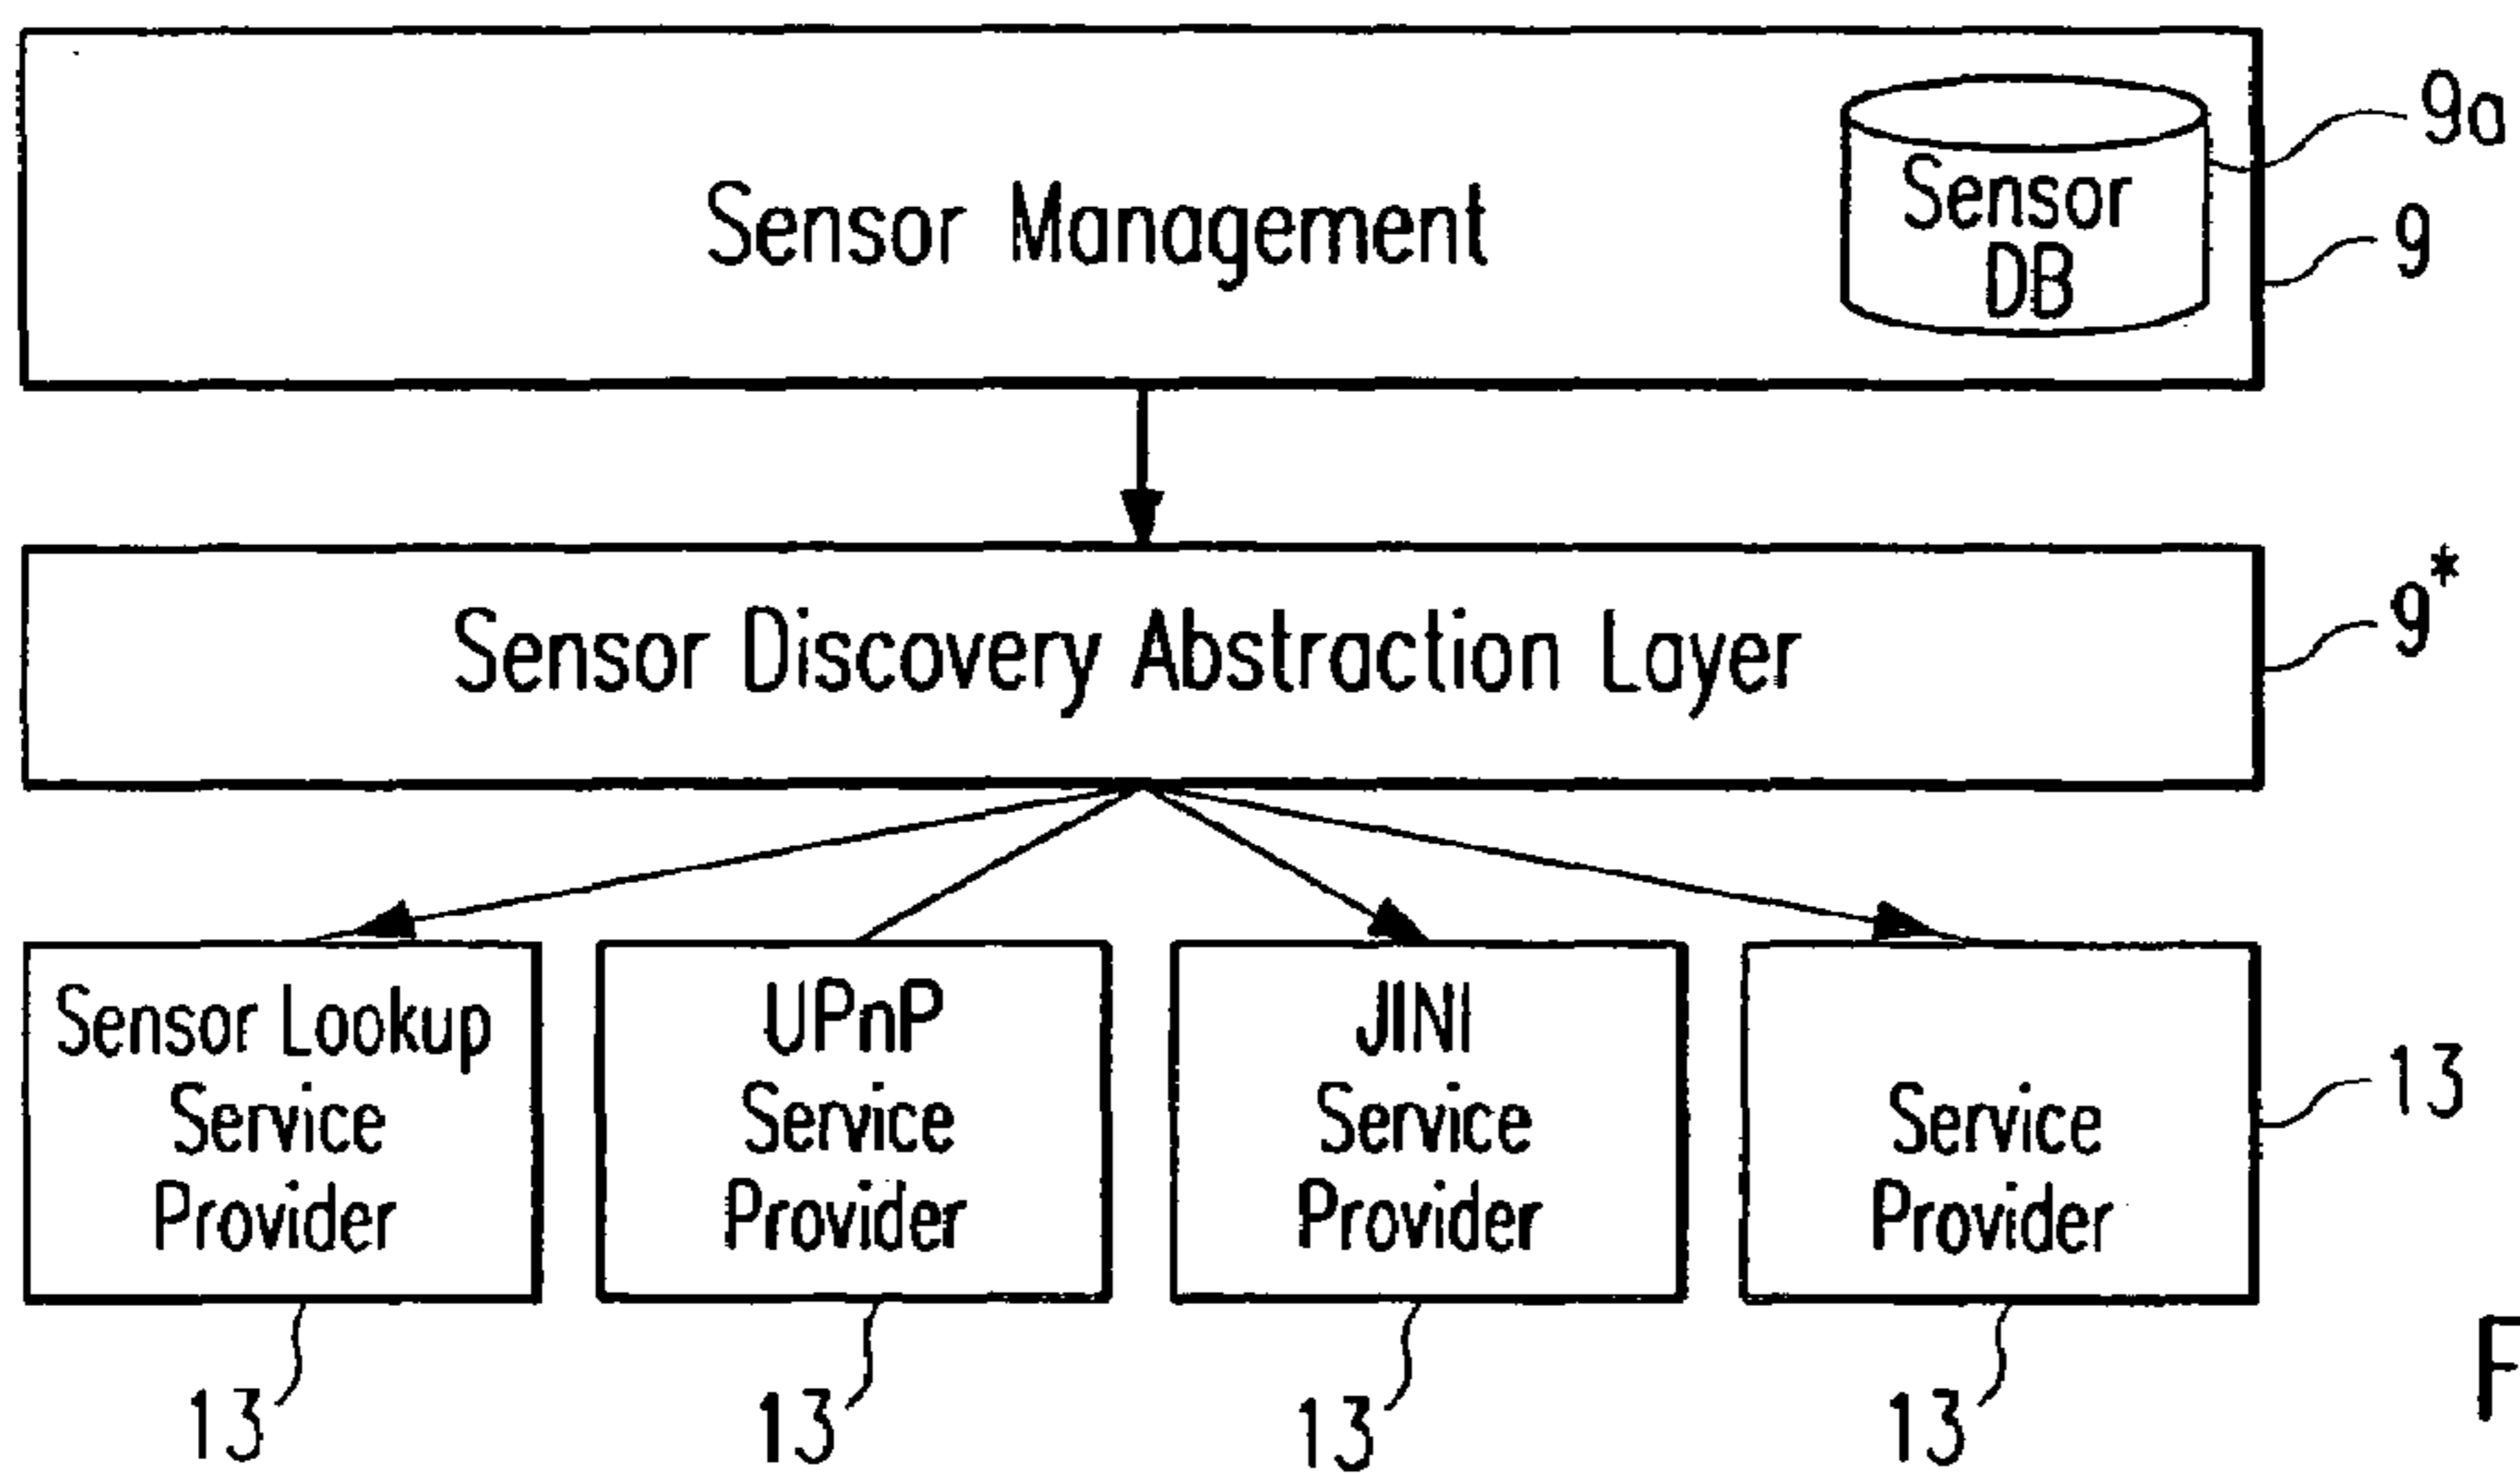 Sensor Management
Sensor
DB
9a
9
Sensor Discovery Abstraction Layer
9*
Sensor Lookup
Service
Provider
UPnP
Service
Provider
JINI
Service
Provider
Service
Provider
13
13
13
13
13
F